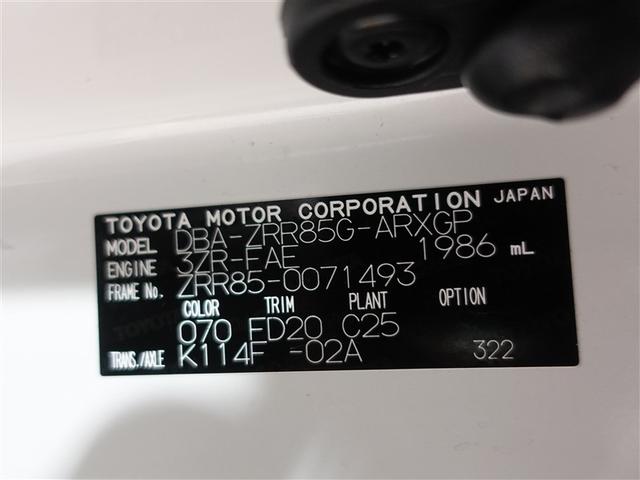 TOYOTA MOTOR CORPORATION JAPAN
MODEL DBA-ZRR85G-ARXGP
ENGINE 3ZR-FAE 1986 mL
FRAME No. ZRR85-0071493
COLOR TRIM PLANT OPTION
070 FD20 C25
TRANS./AXLE K114F -02A 322